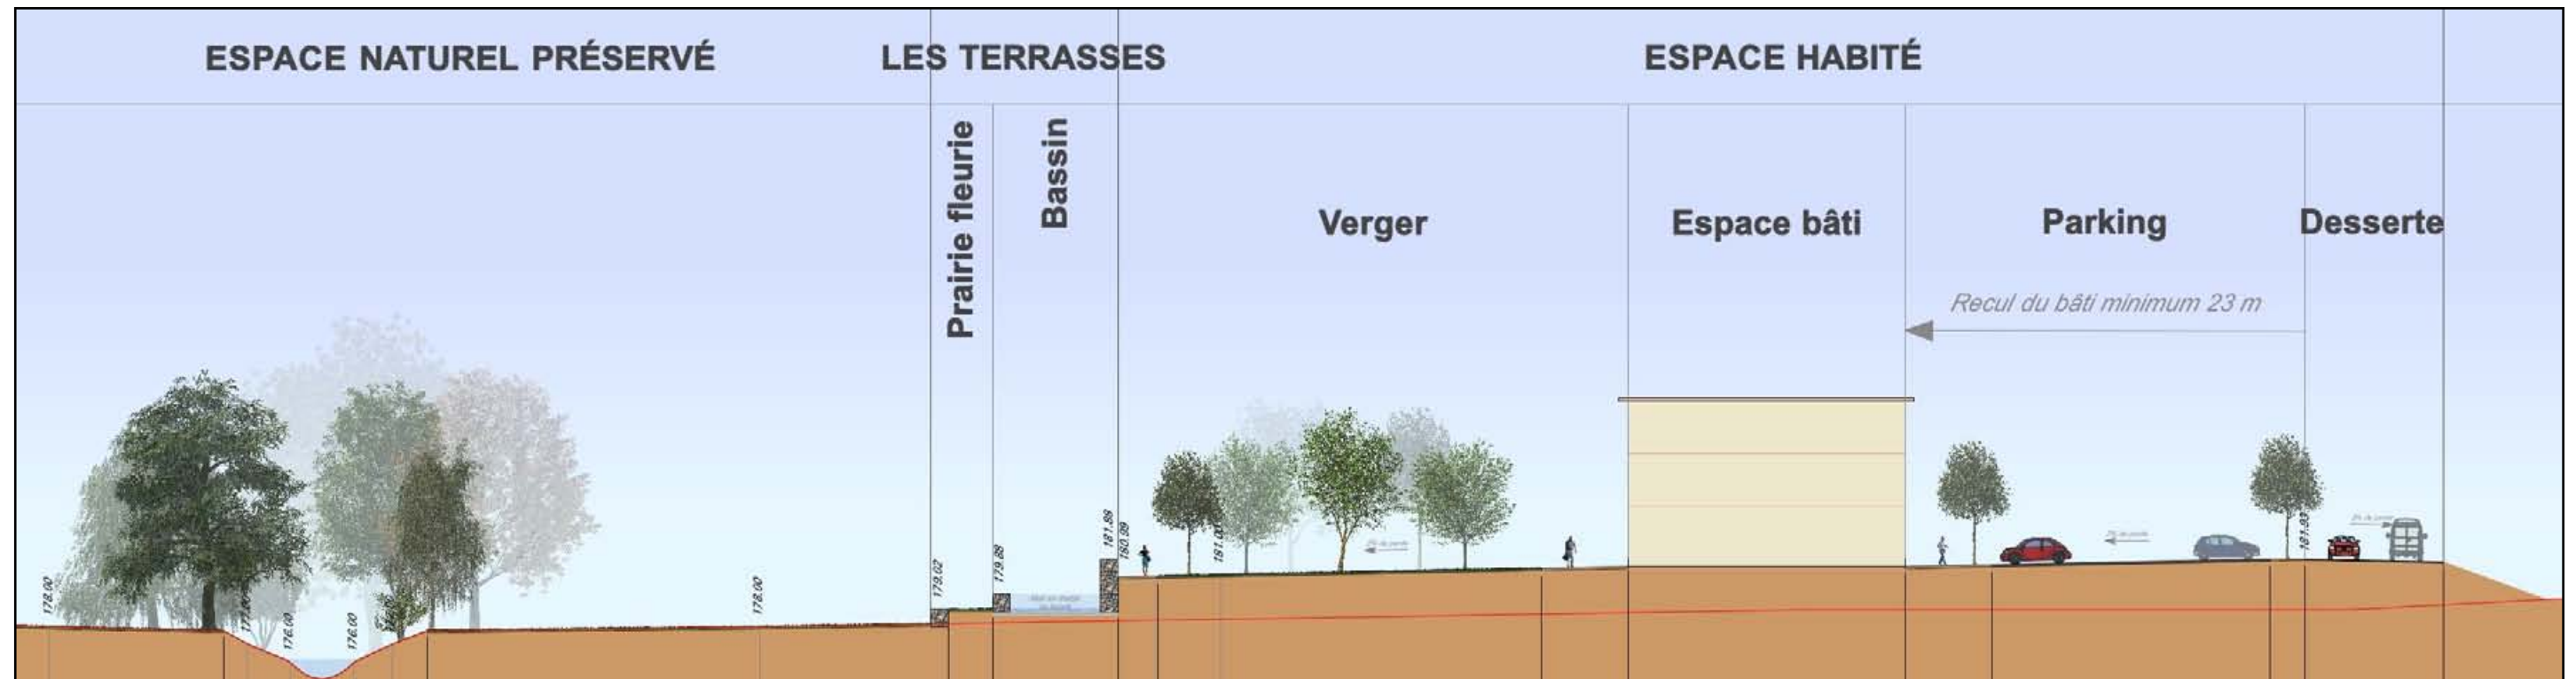 ESPACE NATUREL PRÉSERVÉ
LES TERRASSES
ESPACE HABITÉ
Prairie fleurie
Bassin
Verger
Espace bâti
Parking
Desserte
Recul du bâti minimum 23 m
178.00
176.00
176.00
178.00
179.02
179.88
181.88
180.99
181.93